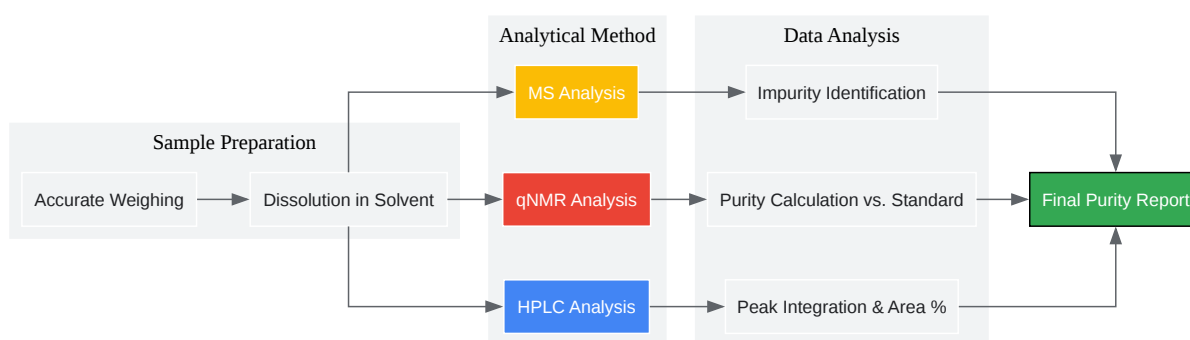 Analytical Method
Data Analysis
MS Analysis
Impurity Identification
Sample Preparation
Accurate Weighing
Dissolution in Solvent
qNMR Analysis
Purity Calculation vs. Standard
Final Purity Report
HPLC Analysis
Peak Integration & Area %